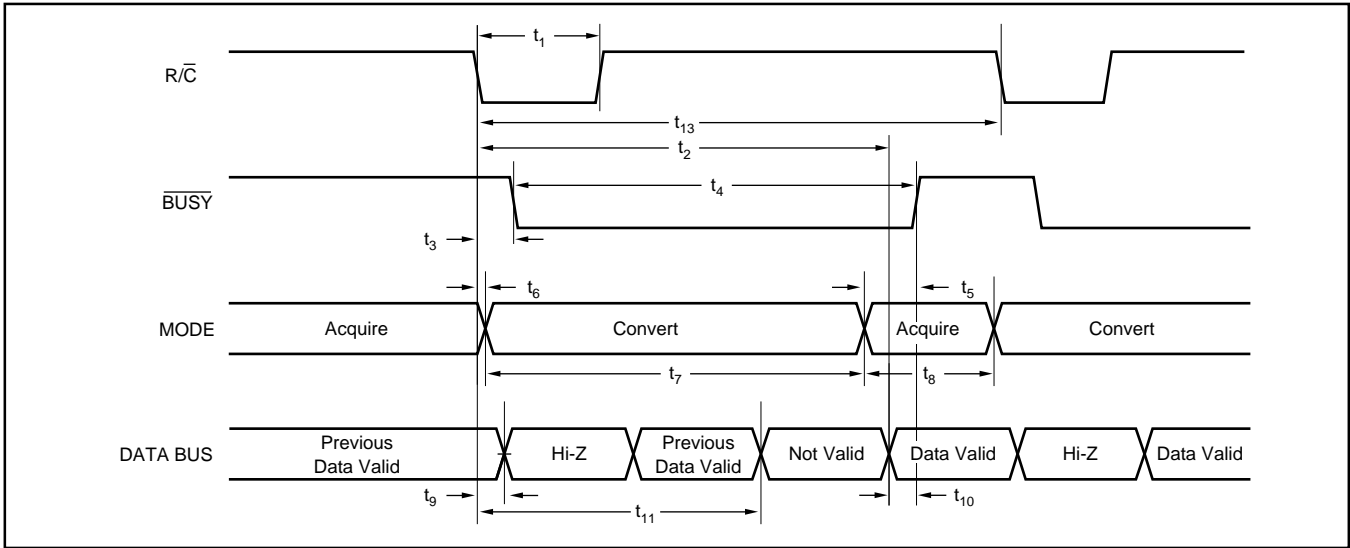 t1
R/C̅
t13
t2
B̅U̅S̅Y̅
t4
t3
t6
t5
MODE
Acquire
Convert
Acquire
Convert
t7
t8
DATA BUS
Previous
Data Valid
Hi-Z
Previous
Data Valid
Not Valid
Data Valid
Hi-Z
Data Valid
t9
t10
t11